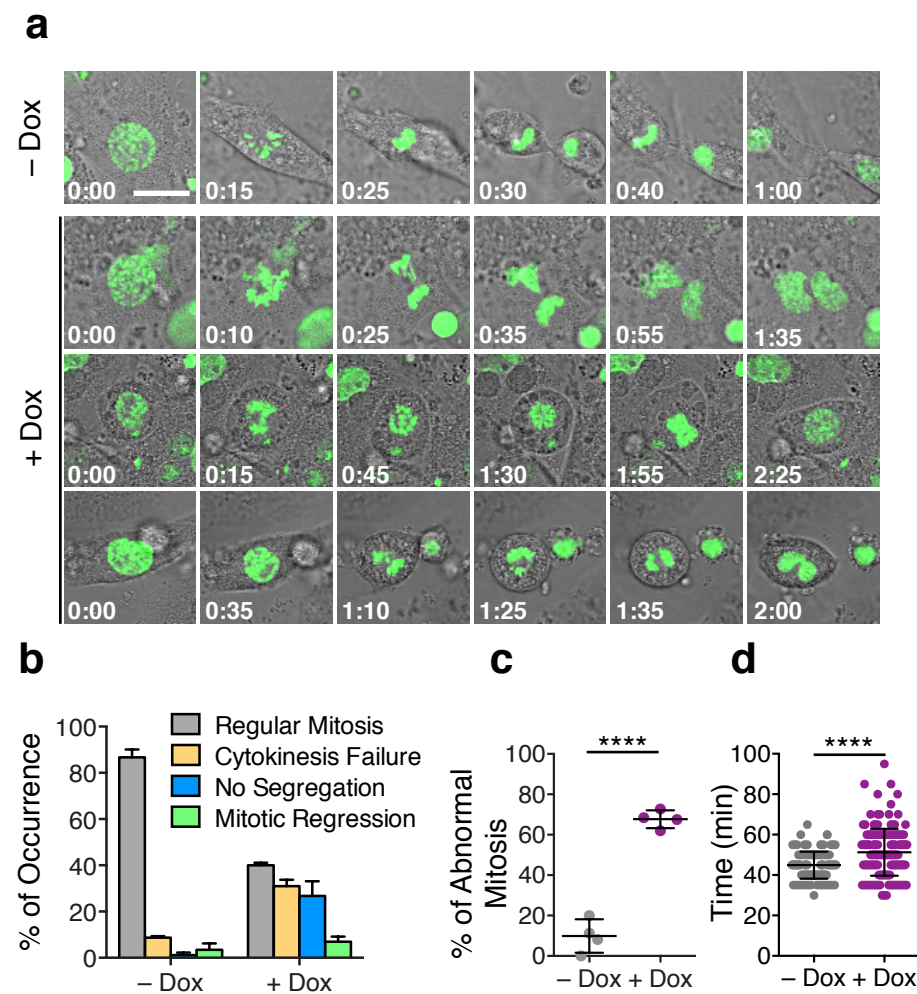 a
– Dox
0:00 0:15 0:25 0:30 0:40 1:00
+ Dox
0:00 0:10 0:25 0:35 0:55 1:35
0:00 0:15 0:45 1:30 1:55 2:25
0:00 0:35 1:10 1:25 1:35 2:00
b
% of Occurrence
100
80
60
40
20
0
Regular Mitosis
Cytokinesis Failure
No Segregation
Mitotic Regression
– Dox + Dox
c
% of Abnormal
Mitosis
100
80
60
40
20
0
****
– Dox + Dox
d
Time (min)
100
80
60
40
20
0
****
– Dox + Dox